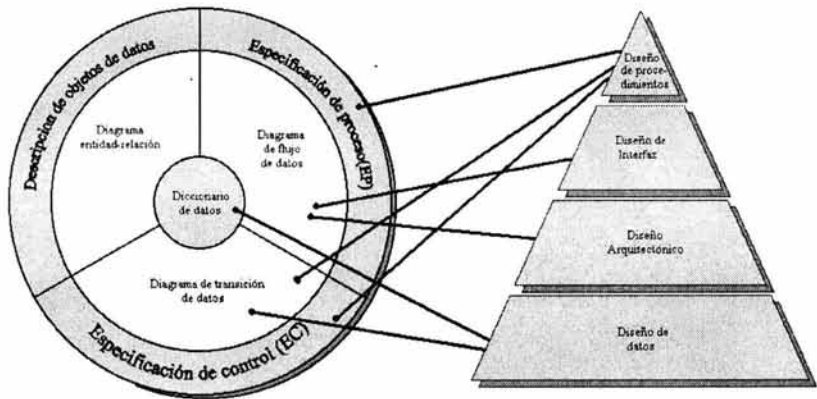 Descripcion de objetos de datos
Especificación de proceso(EP)
Diagrama
entidad-relación
Diagrama
de flujo
de datos
Diccionario
de datos
Diagrama de transición
de datos
Especificación de control (EC)
Diseño
de proce-
dimientos
Diseño de
Interfaz
Diseño
Arquitectónico
Diseño de
datos